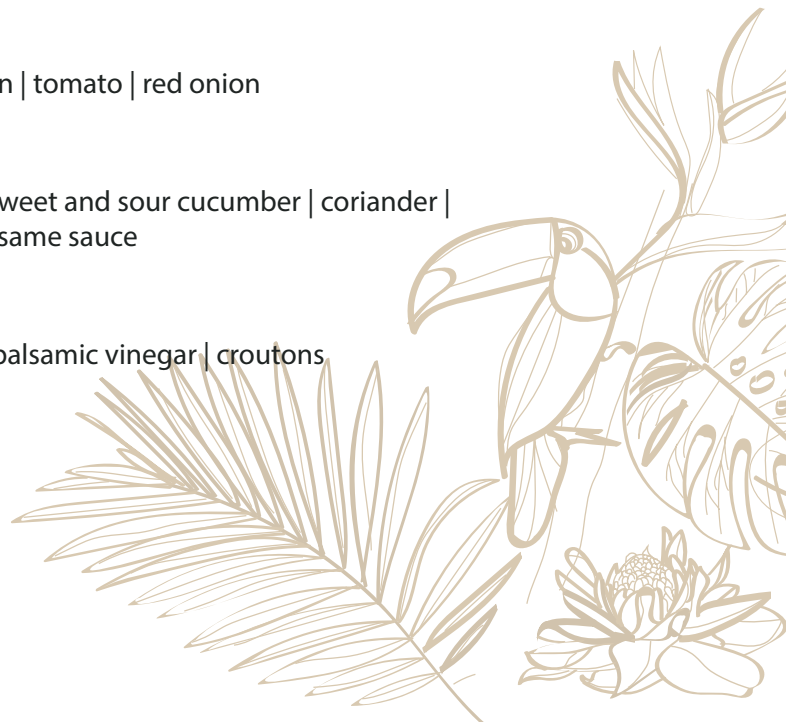 n | tomato | red onion
weet and sour cucumber | coriander |
same sauce
balsamic vinegar | croutons